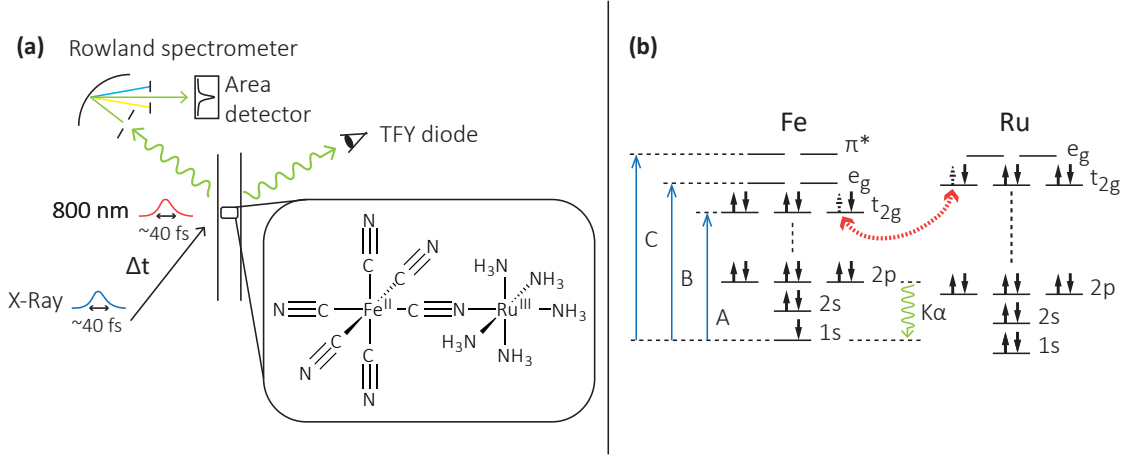 (a)
Rowland spectrometer
Area
detector
TFY diode
800 nm
~40 fs
Δt
X-Ray
~40 fs
N
C
N
C
N
C
Fe
II
C
N
Ru
III
H3N
NH3
NH3
H3N
NH3
C
N
C
N
(b)
Fe
Ru
π*
eg
t2g
eg
t2g
C
B
A
2p
2s
1s
Kα
2p
2s
1s